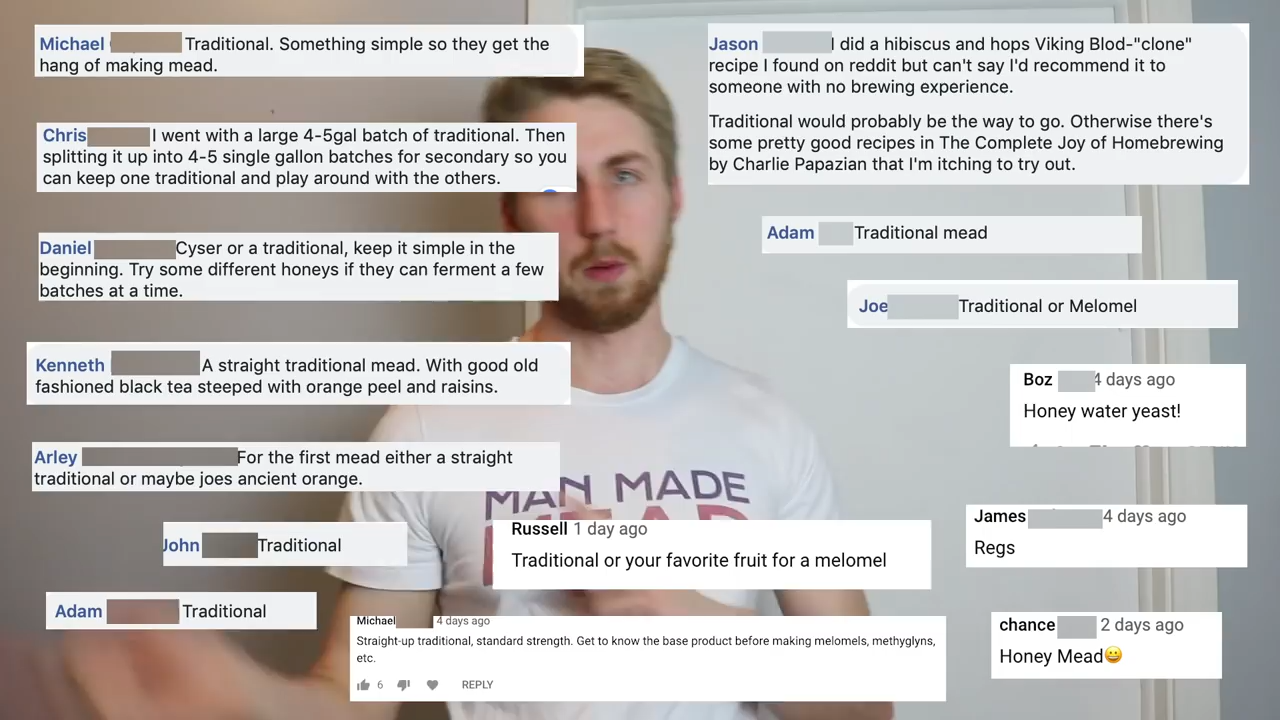 Michael Traditional. Something simple so they get the
hang of making mead.
Chris I went with a large 4-5gal batch of traditional. Then
splitting it up into 4-5 single gallon batches for secondary so you
can keep one traditional and play around with the others.
Daniel Cyser or a traditional, keep it simple in the
beginning. Try some different honeys if they can ferment a few
batches at a time.
Kenneth A straight traditional mead. With good old
fashioned black tea steeped with orange peel and raisins.
Arley For the first mead either a straight
traditional or maybe joes ancient orange.
John Traditional
Adam Traditional
Jason I did a hibiscus and hops Viking Blod-"clone"
recipe I found on reddit but can't say I'd recommend it to
someone with no brewing experience.
Traditional would probably be the way to go. Otherwise there's
some pretty good recipes in The Complete Joy of Homebrewing
by Charlie Papazian that I'm itching to try out.
Adam Traditional mead
Joe Traditional or Melomel
Boz 4 days ago
Honey water yeast!
MAN MADE
MEAD
Russell 1 day ago
Traditional or your favorite fruit for a melomel
James 4 days ago
Regs
Michael 4 days ago
Straight-up traditional, standard strength. Get to know the base product before making melomels, methyglyns,
etc.
6 REPLY
chance 2 days ago
Honey Mead😀